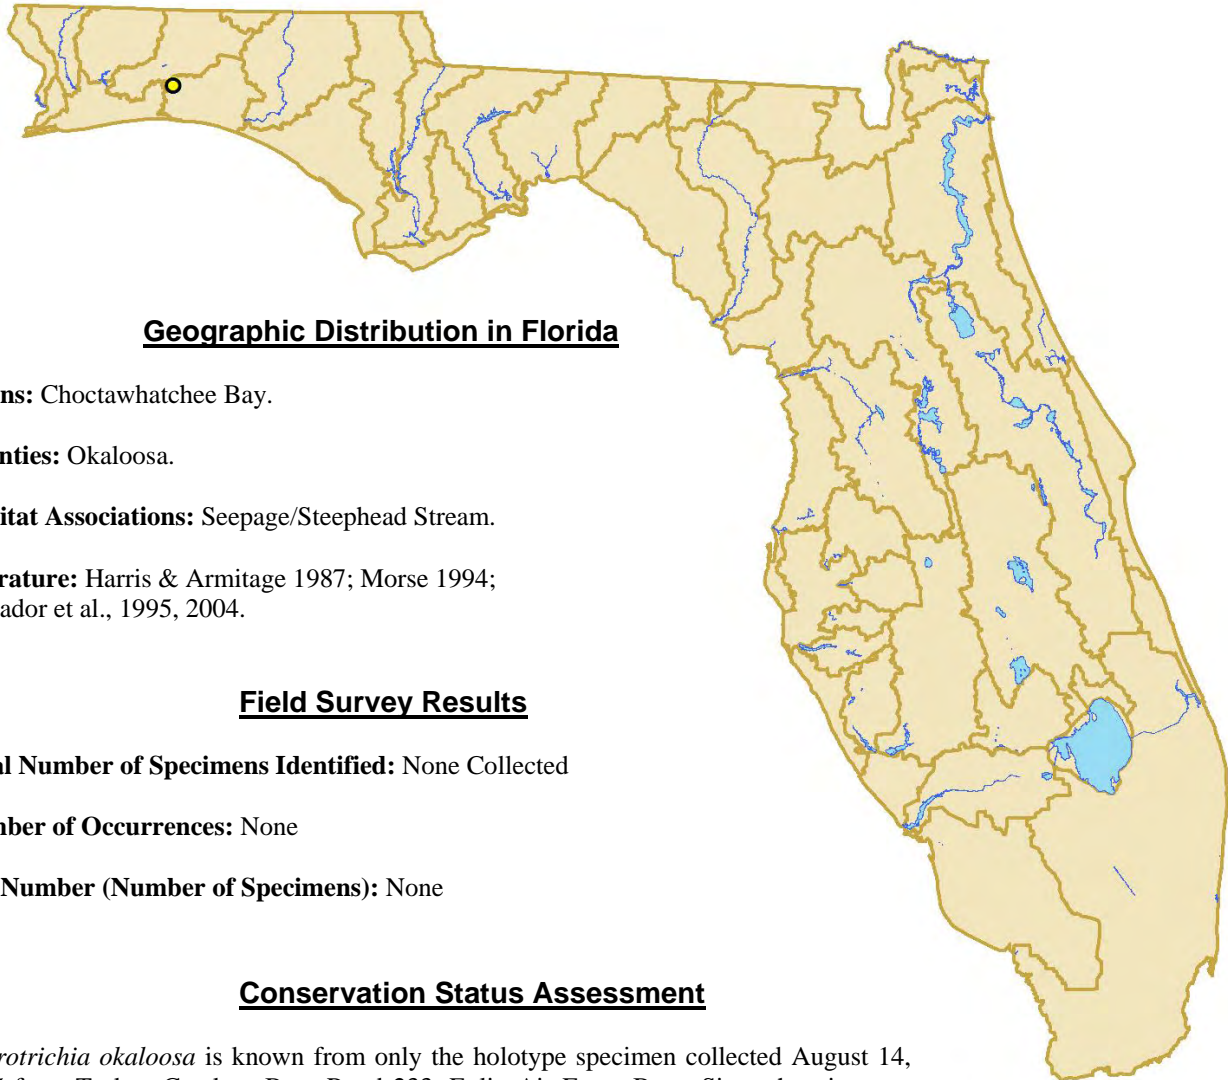 Geographic Distribution in Florida
ns: Choctawhatchee Bay.
nties: Okaloosa.
itat Associations: Seepage/Steephead Stream.
rature: Harris & Armitage 1987; Morse 1994;
ador et al., 1995, 2004.
Field Survey Results
al Number of Specimens Identified: None Collected
mber of Occurrences: None
Number (Number of Specimens): None
Conservation Status Assessment
rotrichia okaloosa is known from only the holotype specimen collected August 14,